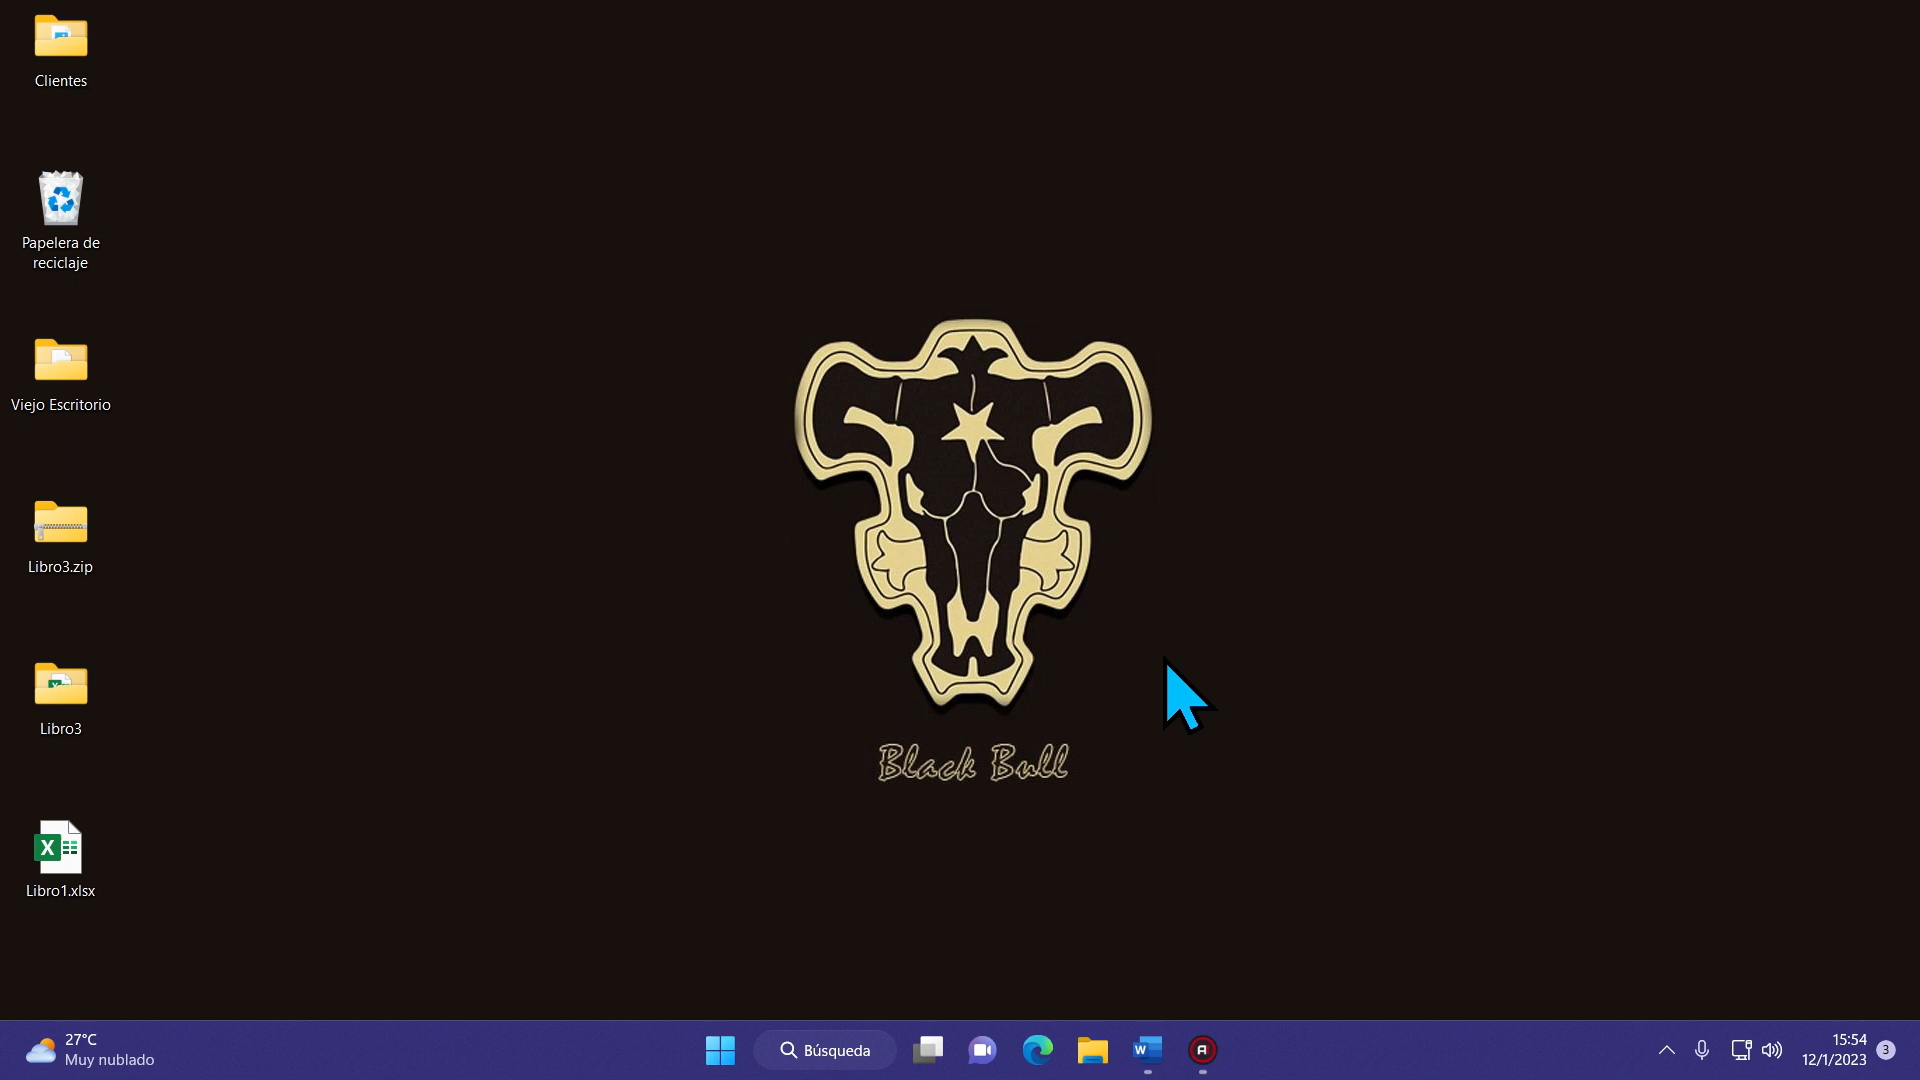 Clientes
Papelera de
reciclaje
Viejo Escritorio
Libro3.zip
Libro3
Libro1.xlsx
Black Bull
27°C
Muy nublado
Búsqueda
15:54
12/1/2023
3